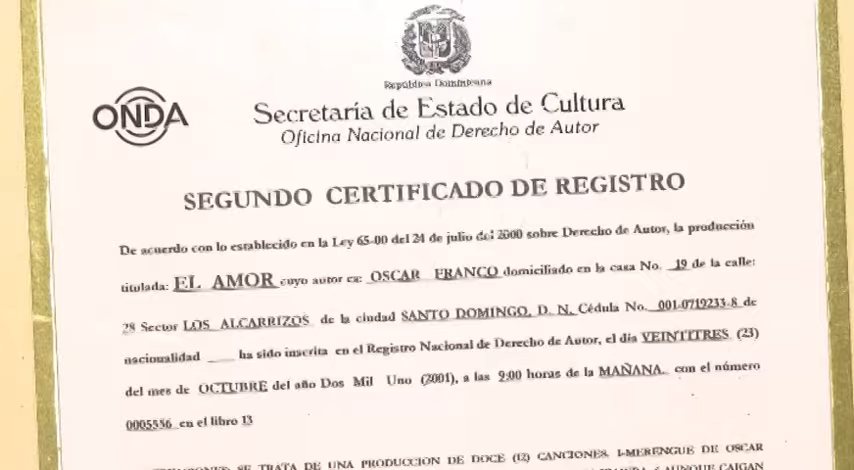 República Dominicana
ONDA
Secretaría de Estado de Cultura
Oficina Nacional de Derecho de Autor
SEGUNDO CERTIFICADO DE REGISTRO
De acuerdo con lo establecido en la Ley 65-00 del 24 de julio del 2000 sobre Derecho de Autor, la producción
titulada: EL AMOR cuyo autor es: OSCAR FRANCO domiciliado en la casa No. 19 de la calle:
28 Sector LOS ALCARRIZOS de la ciudad SANTO DOMINGO, D. N. Cédula No. 001-0719233-8 de
nacionalidad ____ ha sido inscrita en el Registro Nacional de Derecho de Autor, el día VEINTITRES (23)
del mes de OCTUBRE del año Dos Mil Uno (2001), a las 9:00 horas de la MAÑANA. con el número
0005556 en el libro 13
SE TRATA DE UNA PRODUCCION DE DOCE (12) CANCIONES. 1-MERENGUE DE OSCAR
AUNQUE CAIGAN